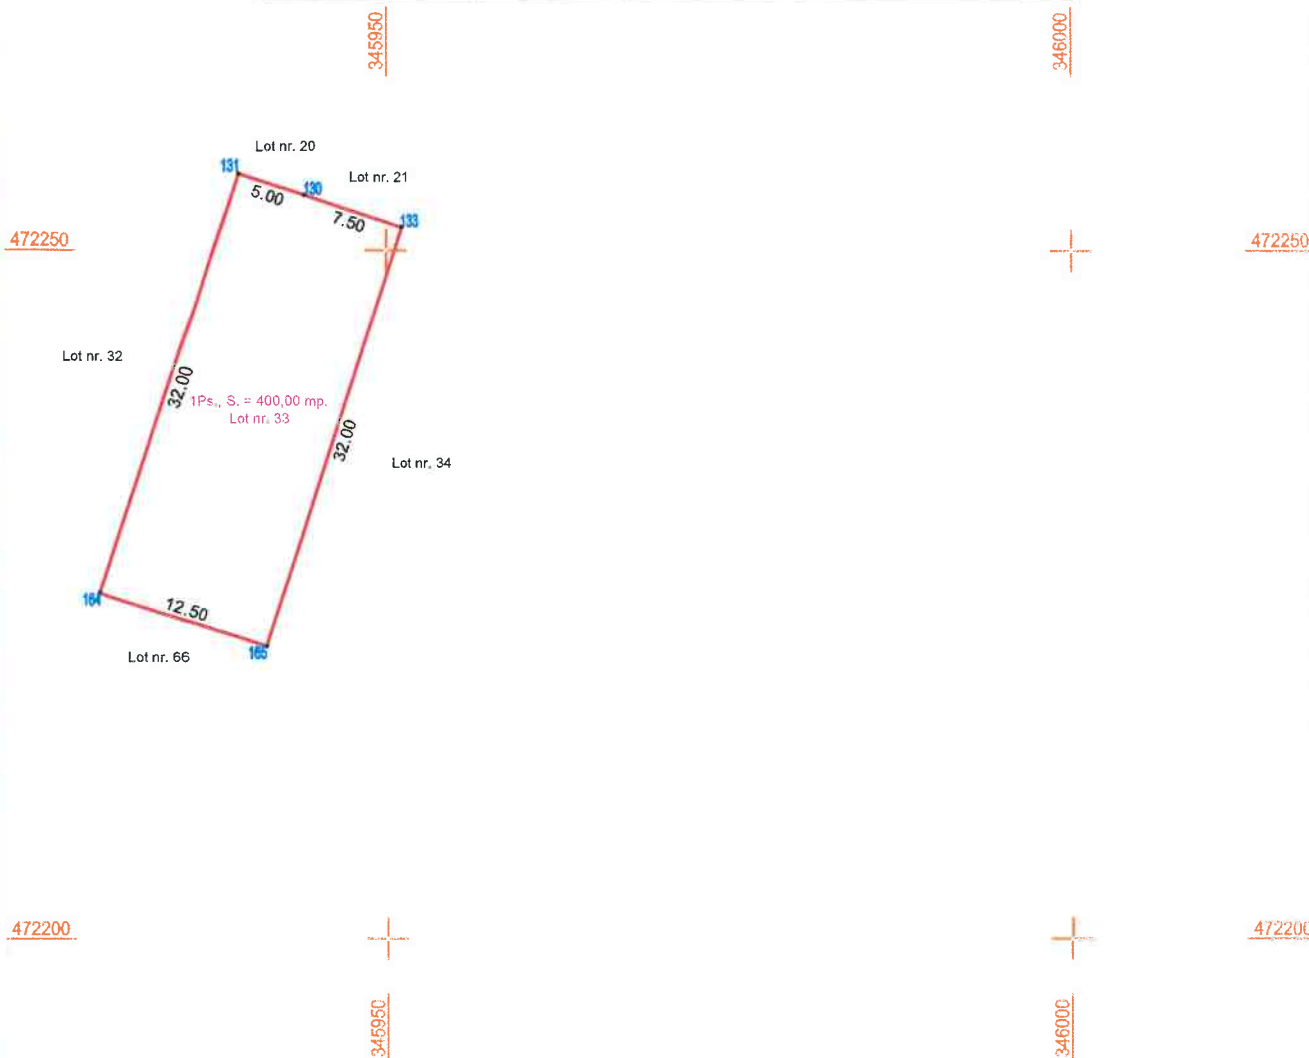 345950
346000
Lot nr. 20
131
Lot nr. 21
130
5.00
7.50
133
472250
472250
Lot nr. 32
32.00
1Ps., S. = 400,00 mp.
Lot nr. 33
32.00
Lot nr. 34
164
12.50
165
Lot nr. 66
472200
472200
345950
346000